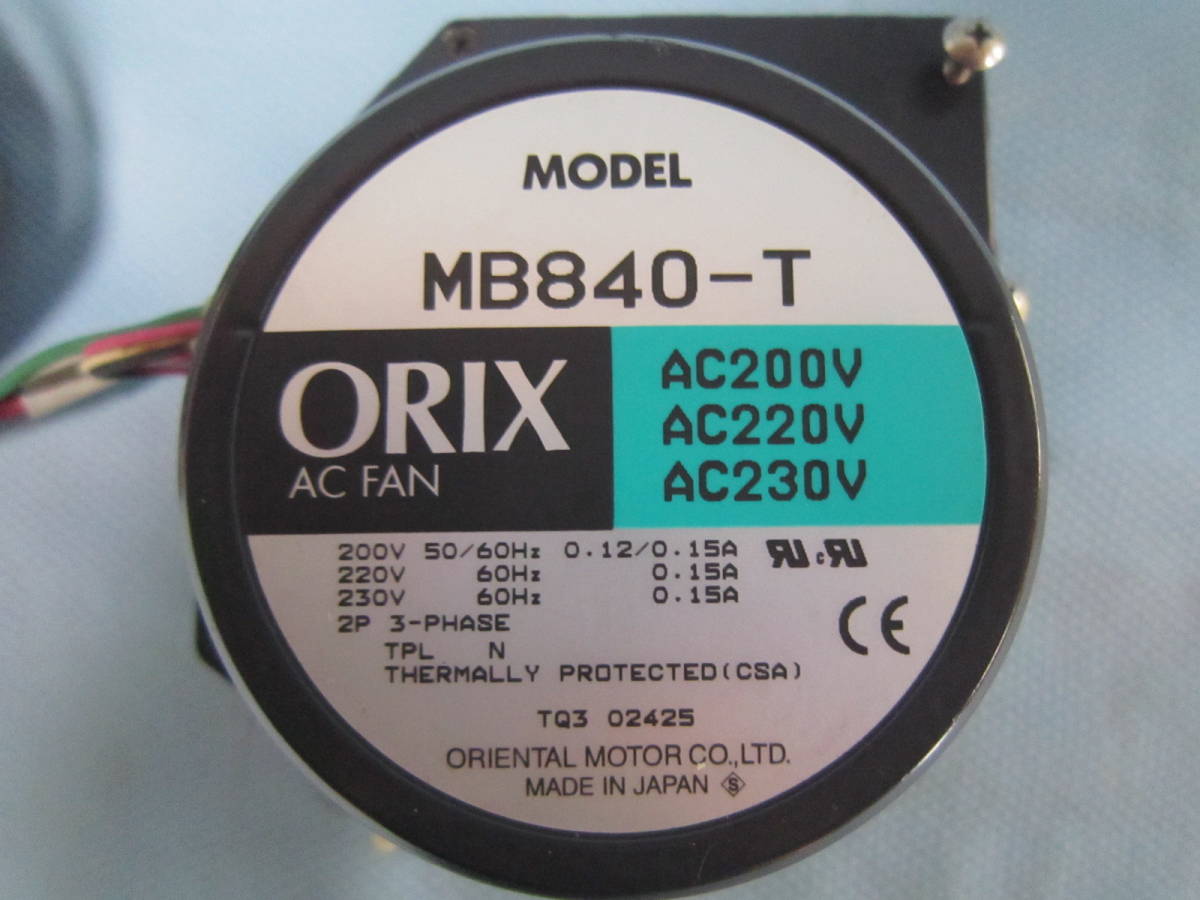 MODEL
MB840-T
ORIX
AC FAN
AC200V
AC220V
AC230V
200V 50/60Hz 0.12/0.15A
220V 60Hz 0.15A
230V 60Hz 0.15A
2P 3-PHASE
TPL N
THERMALLY PROTECTED(CSA)
TQ3 02425
ORIENTAL MOTOR CO.,LTD.
MADE IN JAPAN S
RU cRU
CE